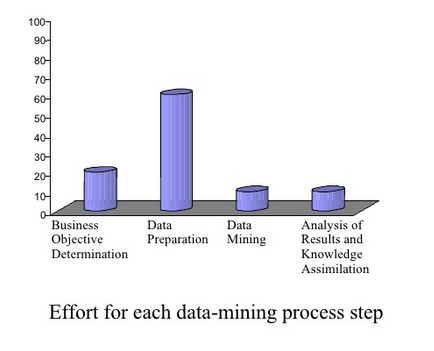 100
90
80
70
60
50
40
30
20
10
0
Business
Objective
Determination
Data
Preparation
Data
Mining
Analysis of
Results and
Knowledge
Assimilation
Effort for each data-mining process step